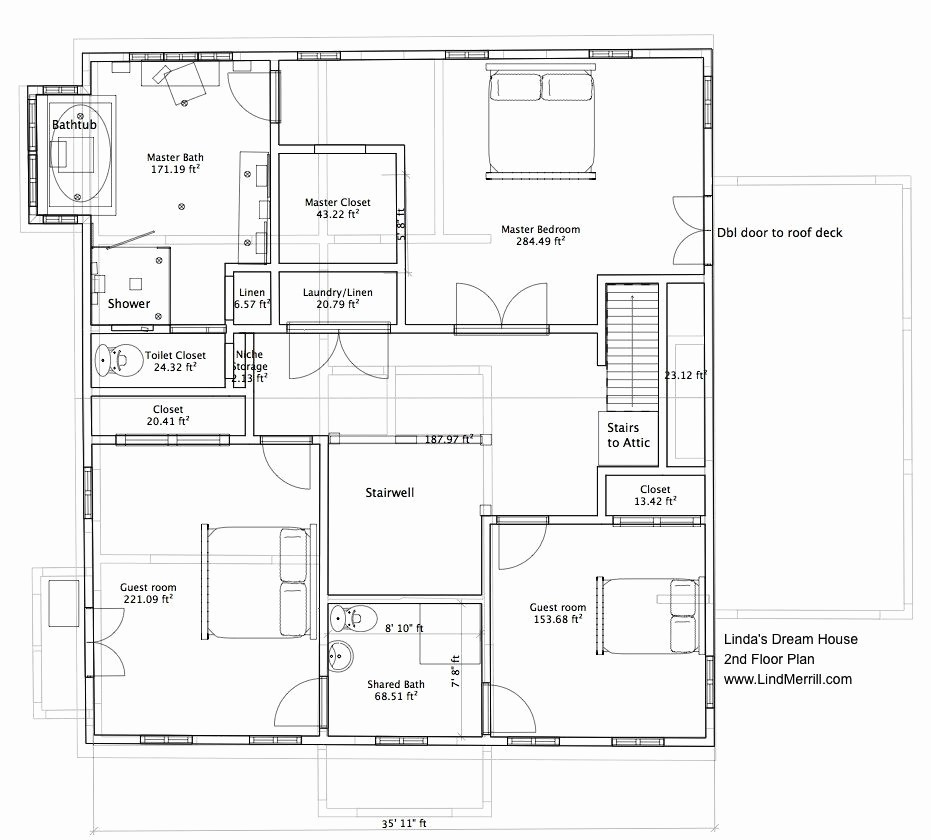 Bathtub
Master Bath
171.19 ft²
Master Closet
43.22 ft²
5' 8" ft
Master Bedroom
284.49 ft²
Dbl door to roof deck
Shower
Linen
6.57 ft²
Laundry/Linen
20.79 ft²
Toilet Closet
24.32 ft²
Niche
Storage
2.13 ft²
23.12 ft²
Closet
20.41 ft²
187.97 ft²
Stairs
to Attic
Stairwell
Closet
13.42 ft²
Guest room
221.09 ft²
Guest room
153.68 ft²
8' 10" ft
7' 8" ft
Shared Bath
68.51 ft²
Linda's Dream House
2nd Floor Plan
www.LindMerrill.com
35' 11" ft